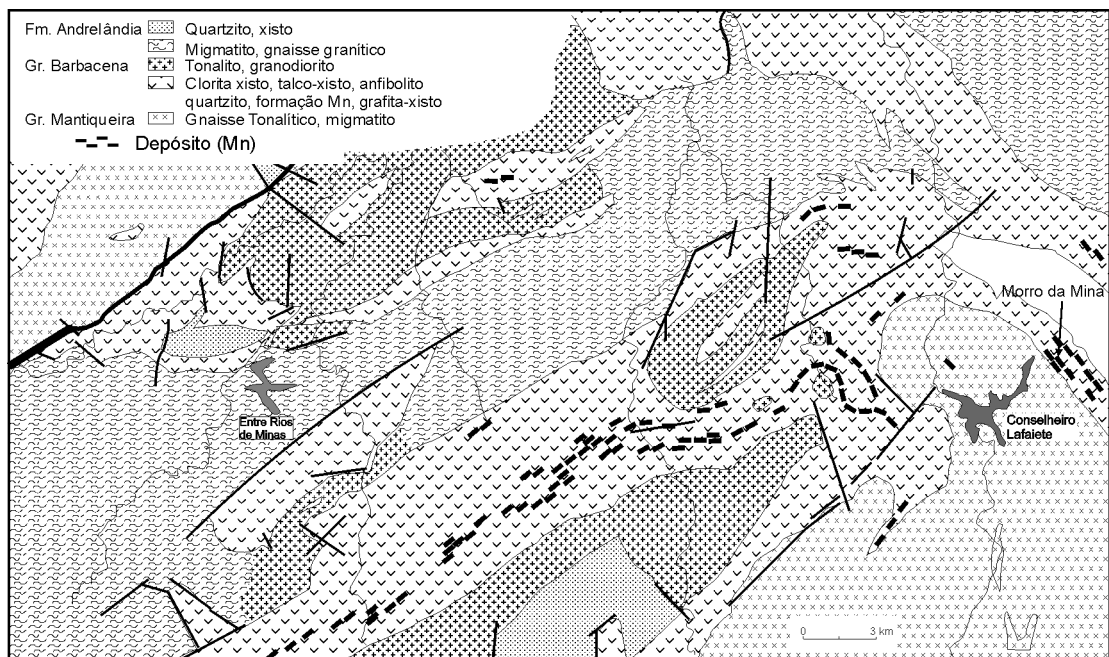 Fm. Andrelândia Quartzito, xisto
Migmatito, gnaisse granítico
Gr. Barbacena Tonalito, granodiorito
Clorita xisto, talco-xisto, anfibolito
quartzito, formação Mn, grafita-xisto
Gr. Mantiqueira Gnaisse Tonalítico, migmatito
Depósito (Mn)
Morro da Mina
Entre Rios
de Minas
Conselheiro
Lafaiete
0 3 km